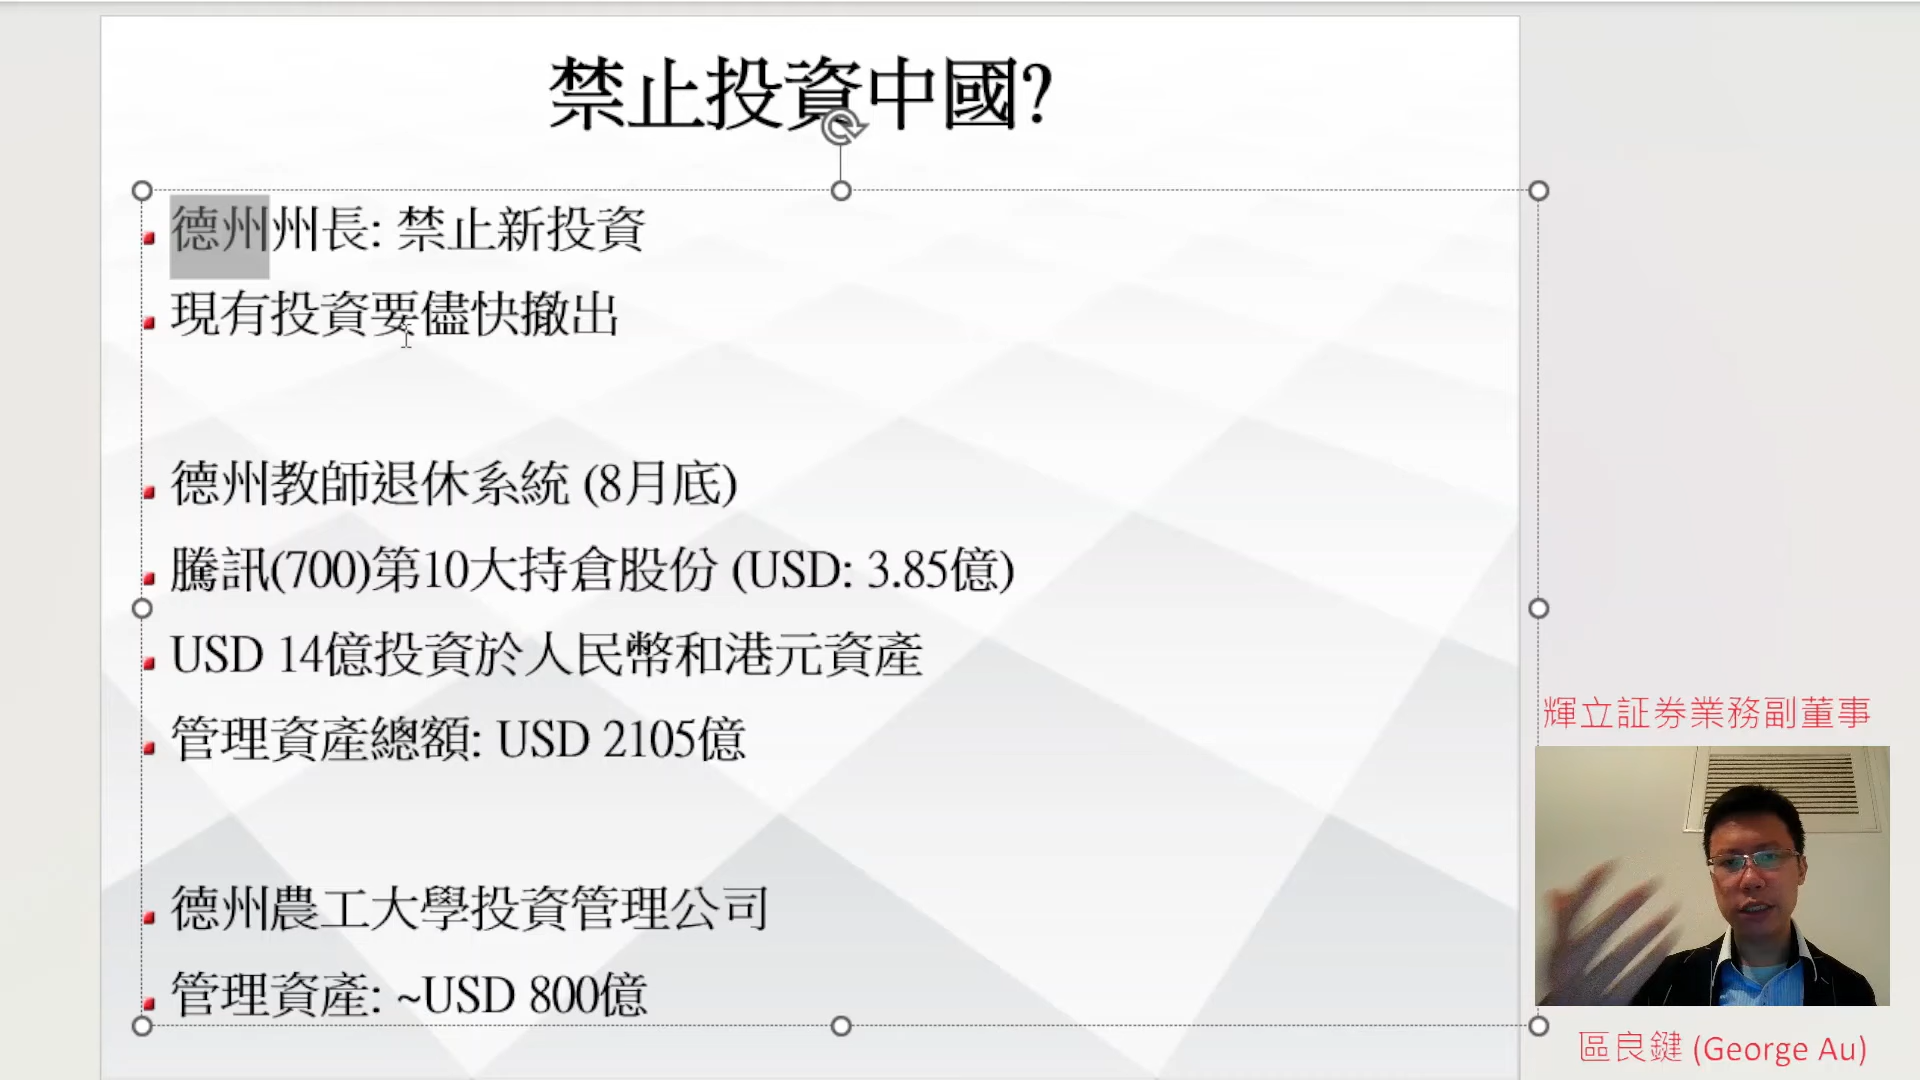 禁止投資中國?
德州州長: 禁止新投資
現有投資要儘快撤出
德州教師退休系統 (8月底)
騰訊(700)第10大持倉股份 (USD: 3.85億)
USD 14億投資於人民幣和港元資產
管理資產總額: USD 2105億
德州農工大學投資管理公司
管理資產: ~USD 800億
輝立証券業務副董事
區良鍵 (George Au)